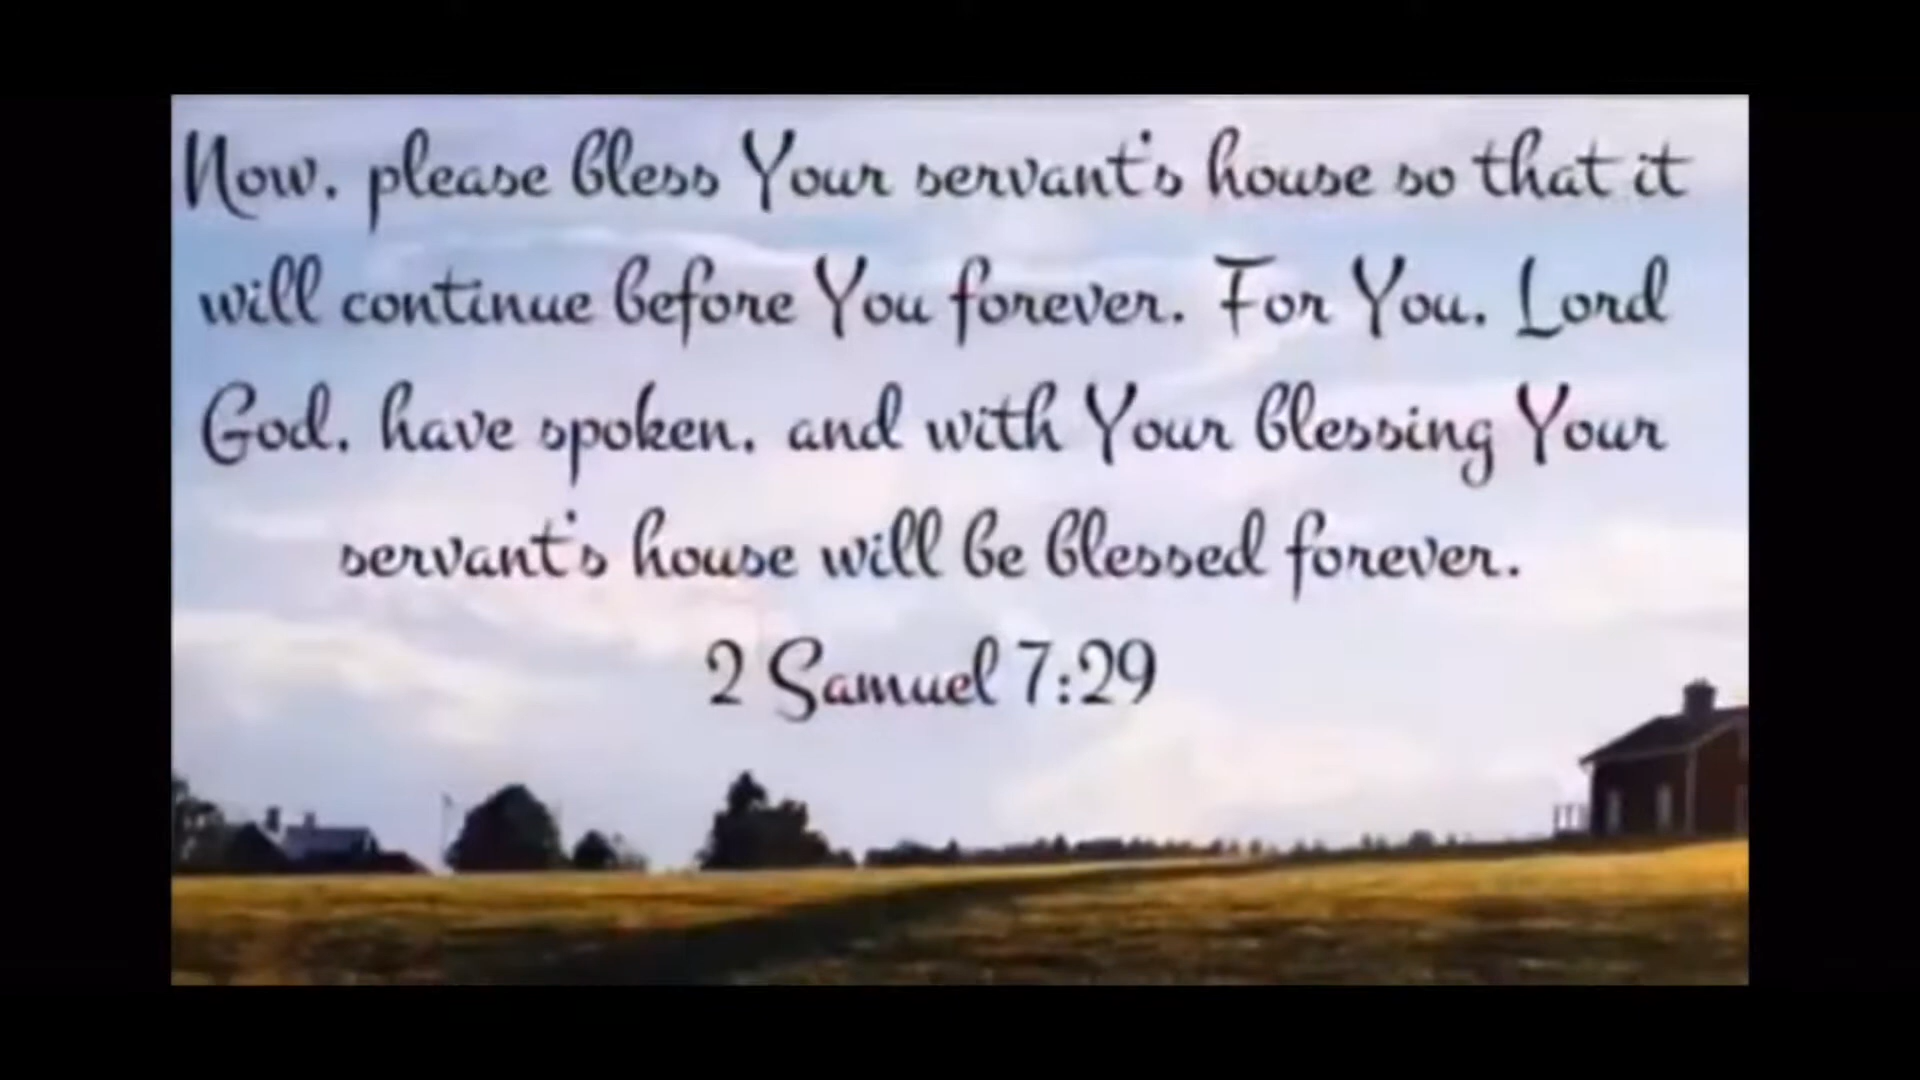 Now, please bless Your servant's house so that it
will continue before You forever. For You, Lord
God, have spoken, and with Your blessing Your
servant's house will be blessed forever.
2 Samuel 7:29